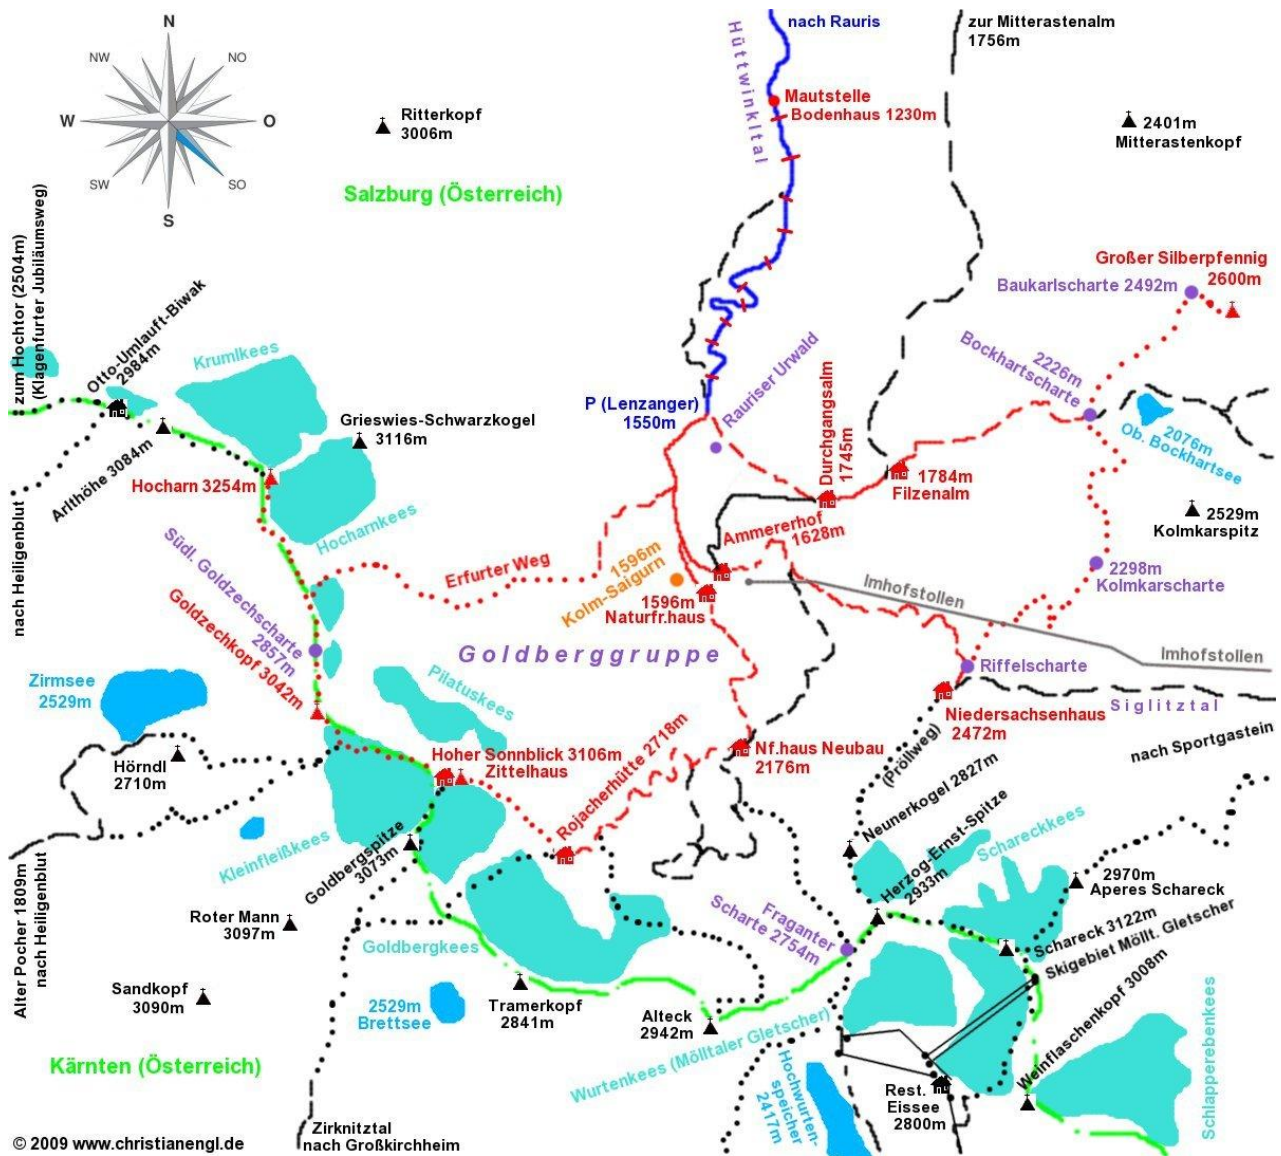 N
NW
NO
W
O
SW
SO
S
Ritterkopf
3006m
Salzburg (Österreich)
nach Rauris
Hüttwinkltal
Mautstelle
Bodenhaus 1230m
zur Mitterastenalm
1756m
2401m
Mitterastenkopf
Großer Silberpfennig
2600m
Baukarlscharte 2492m
2226m
Bockhartscharte
2076m
Ob. Bockhartsee
2529m
Kolmkarspitz
2298m
Kolmkarscharte
zum Hochtor (2504m)
(Klagenfurter Jubiläumsweg)
Otto-Umlauft-Biwak
2984m
Krumlkees
Grieswies-Schwarzkogel
3116m
Arlthöhe 3084m
Hocharn 3254m
Hocharnkees
nach Heiligenblut
P (Lenzanger)
1550m
Rauriser Urwald
Durchgangsalm
1745m
1784m
Filzenalm
Ammererhof
1628m
Erfurter Weg
1596m
Kolm-Saigurn
1596m
Naturfr.haus
Imhofstollen
Imhofstollen
Südl. Goldzechscharte
2857m
Goldzechkopf 3042m
Goldberggruppe
Riffelscharte
Siglitztal
Niedersachsenhaus
2472m
nach Sportgastein
(Pröllweg)
Zirmsee
2529m
Pilatuskees
Hörndl
2710m
Hoher Sonnblick 3106m
Zittelhaus
Rojacherhütte 2718m
Nf.haus Neubau
2176m
Neunerkogel 2827m
Herzog-Ernst-Spitze
2933m
Schareckkees
2970m
Aperes Schareck
Schareck 3122m
Skigebiet Möllt. Gletscher
Weinflaschenkopf 3008m
Kleinfleißkees
Goldbergspitze
3073m
Alter Pocher 1809m
nach Heiligenblut
Roter Mann
3097m
Goldbergkees
Fraganter
Scharte 2754m
Sandkopf
3090m
2529m
Brettsee
Tramerkopf
2841m
Alteck
2942m
Wurtenkees (Mölltaler Gletscher)
Hochwurten-
speicher
2417m
Rest.
Eissee
2800m
Schlapperebenkees
Kärnten (Österreich)
Zirknitztal
nach Großkirchheim
© 2009 www.christianengl.de